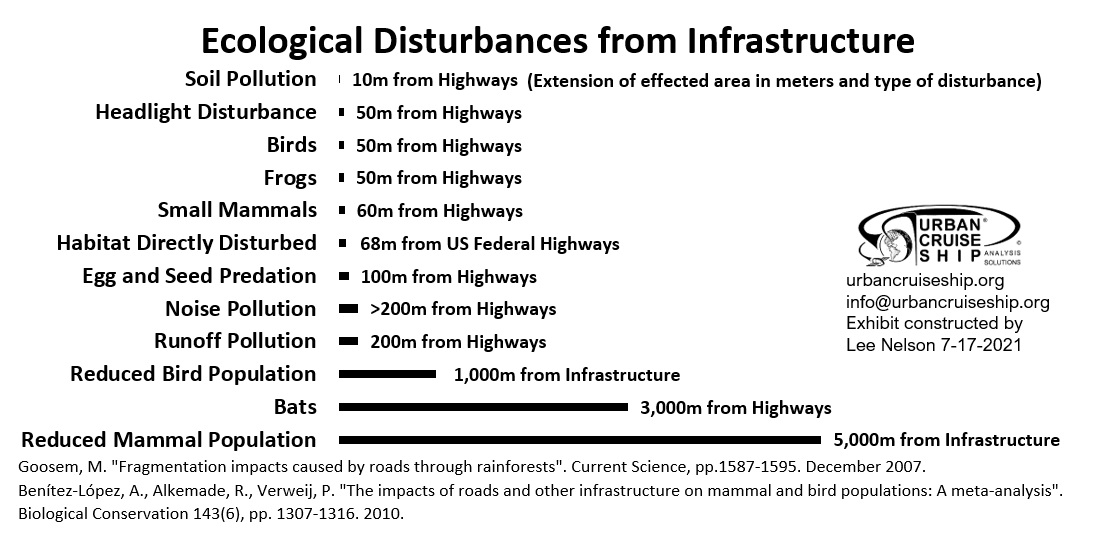 Ecological Disturbances from Infrastructure
Soil Pollution 10m from Highways (Extension of effected area in meters and type of disturbance)
Headlight Disturbance 50m from Highways
Birds 50m from Highways
Frogs 50m from Highways
Small Mammals 60m from Highways
Habitat Directly Disturbed 68m from US Federal Highways
Egg and Seed Predation 100m from Highways
Noise Pollution >200m from Highways
Runoff Pollution 200m from Highways
Reduced Bird Population 1,000m from Infrastructure
Bats 3,000m from Highways
Reduced Mammal Population 5,000m from Infrastructure
URBAN®
CRUISE ©
SHIP ANALYSIS
SOLUTIONS
urbancruiseship.org
info@urbancruiseship.org
Exhibit constructed by
Lee Nelson 7-17-2021
Goosem, M. "Fragmentation impacts caused by roads through rainforests". Current Science, pp.1587-1595. December 2007.
Benítez-López, A., Alkemade, R., Verweij, P. "The impacts of roads and other infrastructure on mammal and bird populations: A meta-analysis".
Biological Conservation 143(6), pp. 1307-1316. 2010.